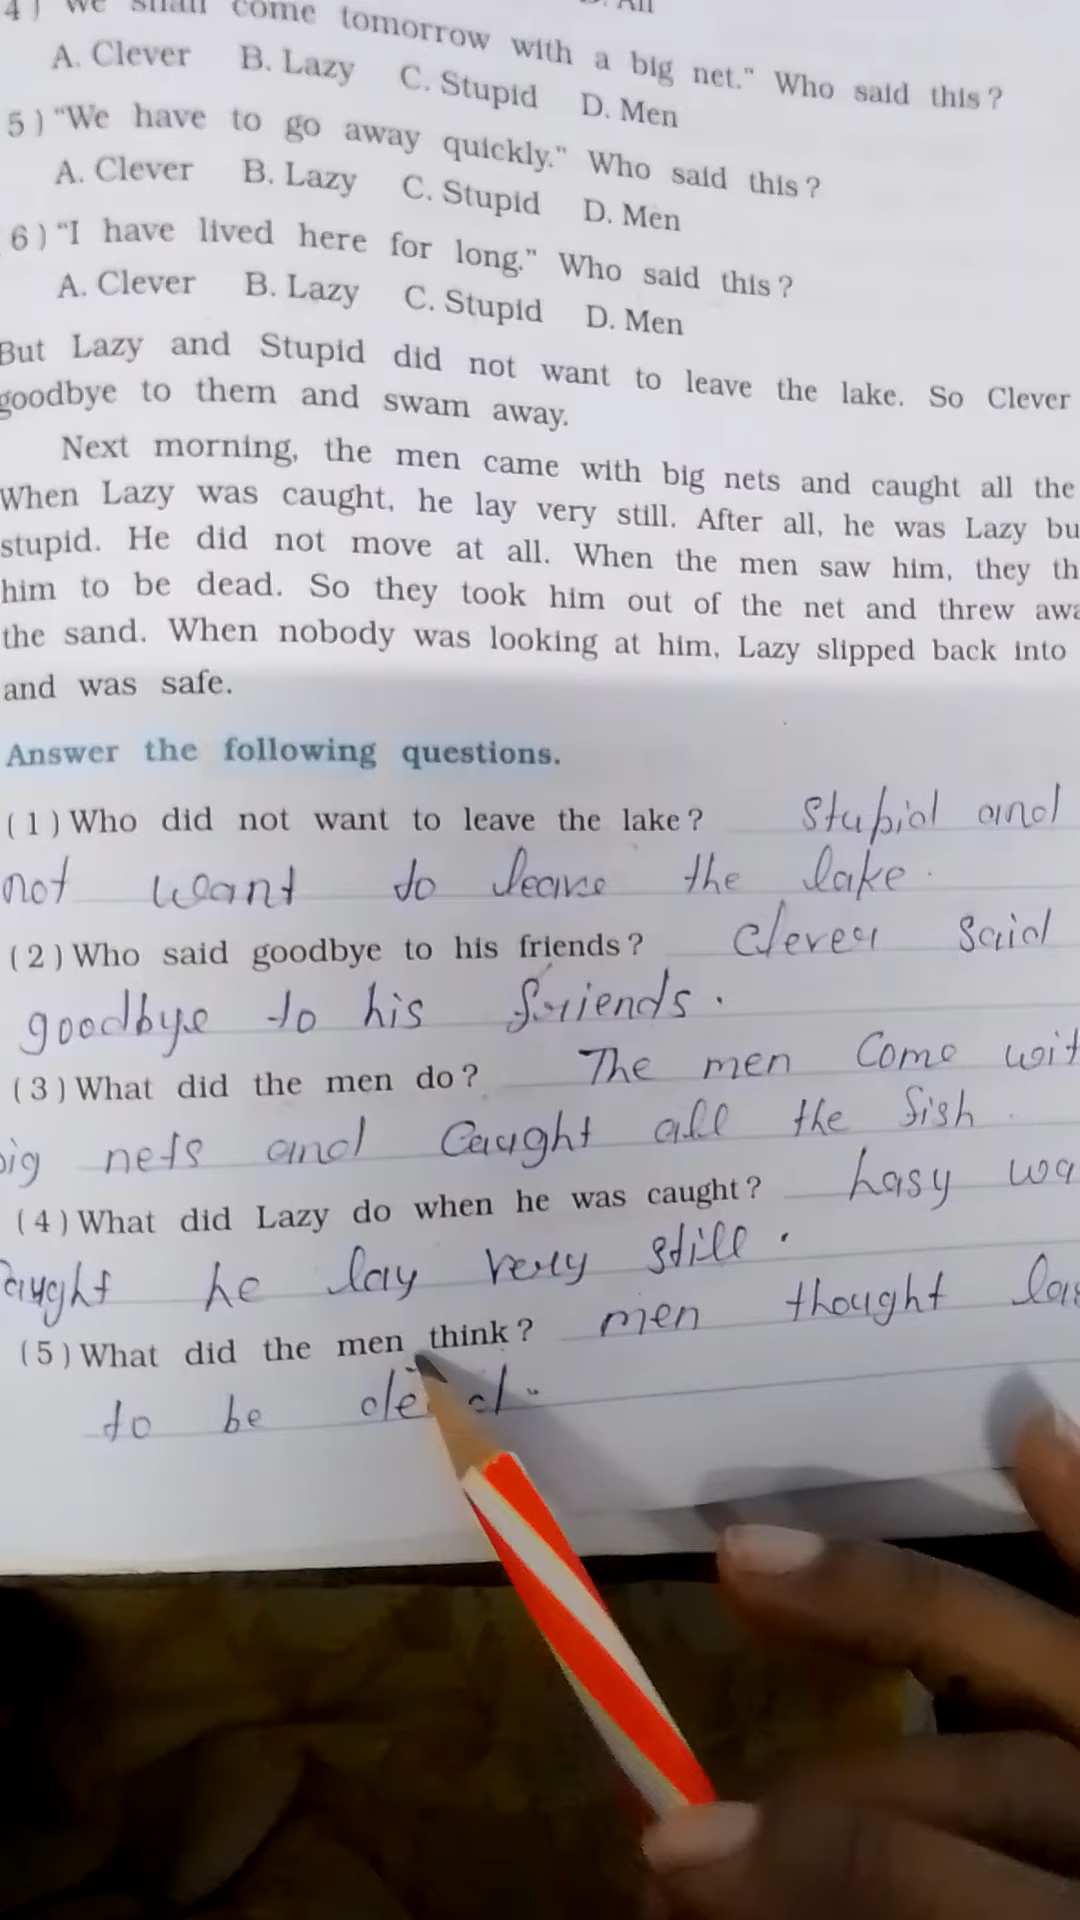 4) We shall come tomorrow with a big net." Who said this?
A. Clever B. Lazy C. Stupid D. Men
5) "We have to go away quickly." Who said this?
A. Clever B. Lazy C. Stupid D. Men
6) "I have lived here for long." Who said this?
A. Clever B. Lazy C. Stupid D. Men
But Lazy and Stupid did not want to leave the lake. So Clever
goodbye to them and swam away.
Next morning, the men came with big nets and caught all the
When Lazy was caught, he lay very still. After all, he was Lazy bu
stupid. He did not move at all. When the men saw him, they th
him to be dead. So they took him out of the net and threw awa
the sand. When nobody was looking at him, Lazy slipped back into
and was safe.
Answer the following questions.
(1) Who did not want to leave the lake? Stupid and
not want to leave the lake.
(2) Who said goodbye to his friends? Clever said
goodbye to his friends.
(3) What did the men do? The men Come wit
big nets and Caught all the fish
(4) What did Lazy do when he was caught? Lasy wa
caught he lay very still.
(5) What did the men think? men thought las
to be dead.